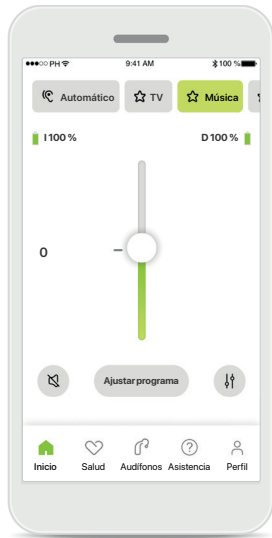 PH 9:41 AM 100 %
Automático TV Música
I 100 % D 100 %
0
Ajustar programa
Inicio Salud Audífonos Asistencia Perfil